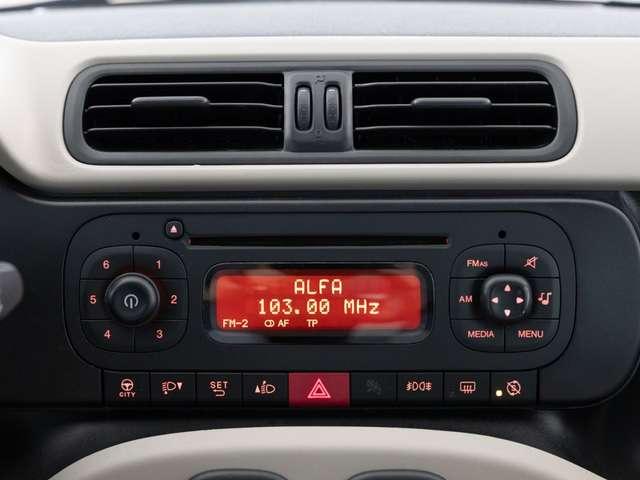 ALFA
103.00 MHz
FM-2 AF TP
6 1
5 2
4 3
FMAS
AM
MEDIA MENU
CITY
SET